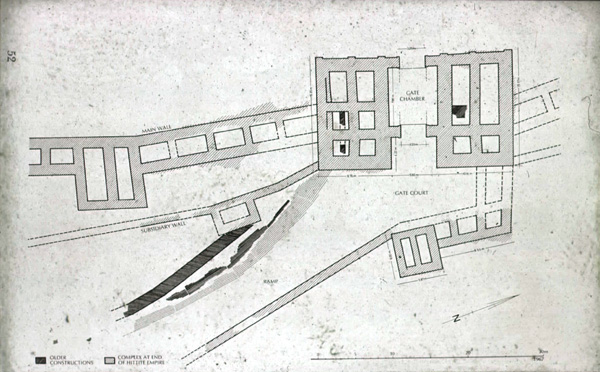 52
GATE
CHAMBER
MAIN WALL
GATE COURT
SUBSIDIARY WALL
RAMP
N
OLDER
CONSTRUCTIONS
COMPLEX AT END
OF HITTITE EMPIRE